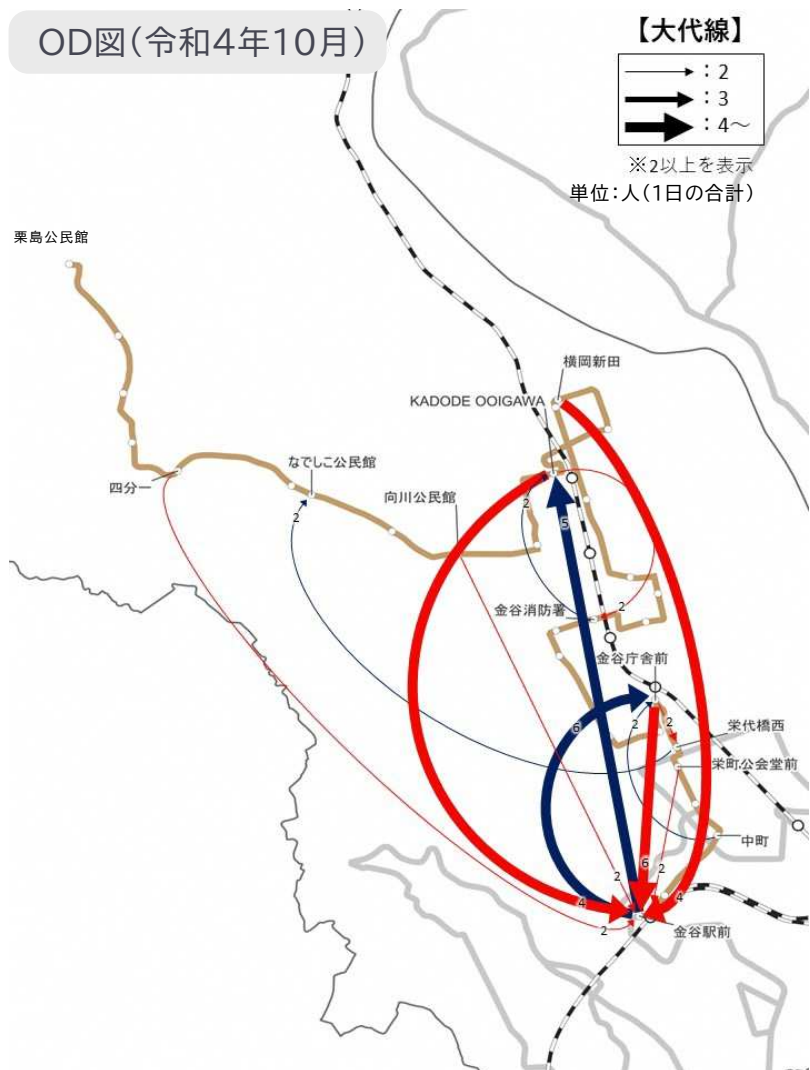 OD図(令和4年10月)
【大代線】
：2
：3
：4～
※2以上を表示
単位：人(1日の合計)
栗島公民館
横岡新田
KADODE OOIGAWA
なでしこ公民館
四分一
向川公民館
2
2
5
金谷消防署
2
金谷庁舎前
6
2
2
栄代橋西
栄町公会堂前
中町
6
2
2
4
4
2
金谷駅前